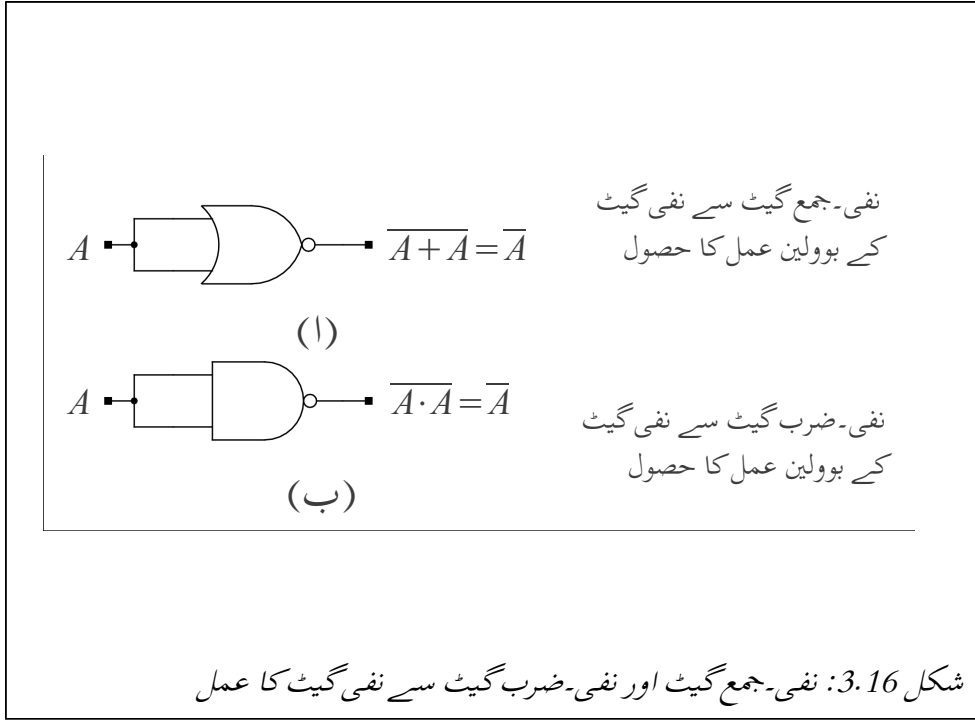 نفی۔جمع گیٹ سے نفی گیٹ
کے بوولین عمل کا حصول
A
A + A = A
(ا)
نفی۔ضرب گیٹ سے نفی گیٹ
کے بوولین عمل کا حصول
A
A · A = A
(ب)
شکل 3.16: نفی۔جمع گیٹ اور نفی۔ضرب گیٹ سے نفی گیٹ کا عمل